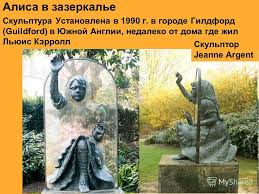 Алиса в зазеркалье
Скульптура Установлена в 1990 г. в городе Гилдфорд
(Guildford) в Южной Англии, недалеко от дома где жил
Льюис Кэрролл
Скульптор
Jeanne Argent
MyShared